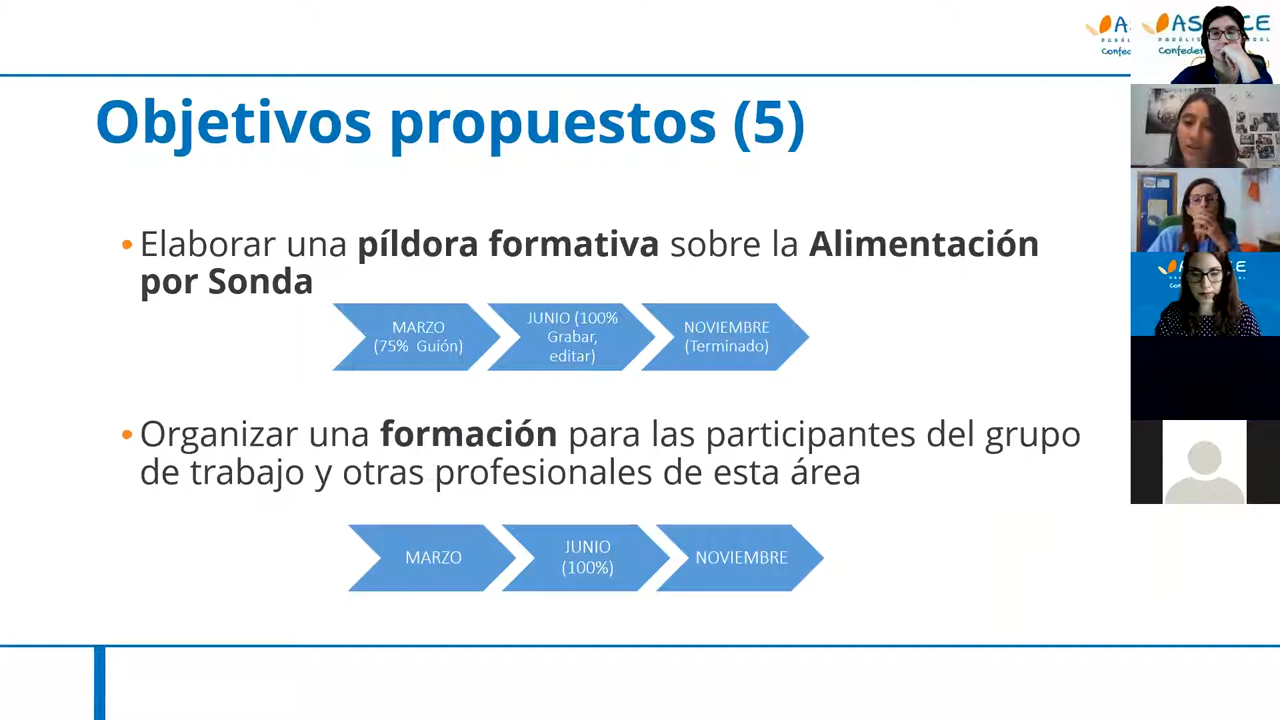 Objetivos propuestos (5)
• Elaborar una píldora formativa sobre la Alimentación
por Sonda
MARZO
(75% Guión)
JUNIO (100%
Grabar,
editar)
NOVIEMBRE
(Terminado)
• Organizar una formación para las participantes del grupo
de trabajo y otras profesionales de esta área
MARZO
JUNIO
(100%)
NOVIEMBRE